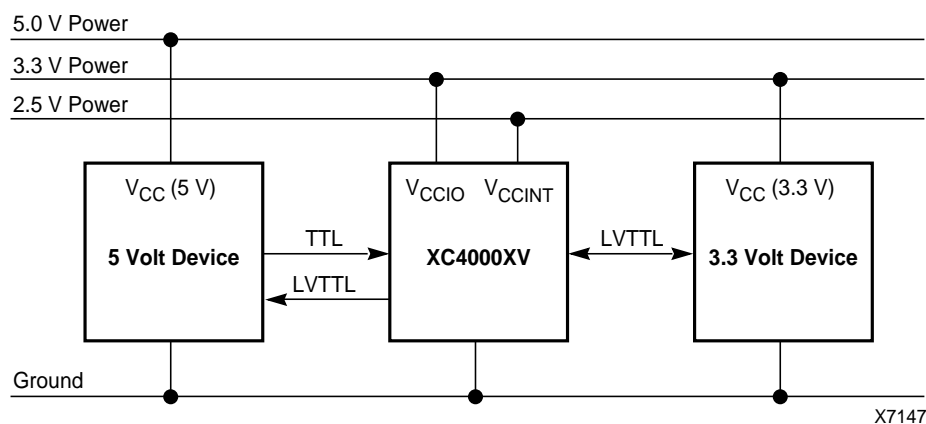 5.0 V Power
3.3 V Power
2.5 V Power
VCC (5 V)
VCCIO
VCCINT
VCC (3.3 V)
5 Volt Device
TTL
LVTTL
XC4000XV
LVTTL
3.3 Volt Device
Ground
X7147